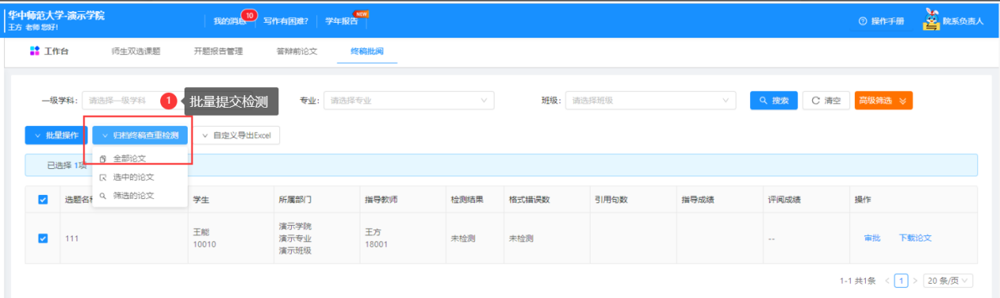 华中师范大学-演示学院
王方 老师 您好!
我的消息 10 写作有困难? 学年报告 NEW
操作手册 院系负责人
工作台 师生双选课题 开题报告管理 答辩前论文 终稿批阅
一级学科: 请选择一级学科 1 批量提交检测 专业: 请选择专业 班级: 请选择班级 搜索 清空 高级筛选
批量操作 归档终稿查重检测 自定义导出Excel
全部论文
已选择 1项
选中的论文
筛选的论文
选题名称 学生 所属部门 指导教师 检测结果 格式错误数 引用句数 指导成绩 评阅成绩 操作
111 王能 10010 演示学院 演示专业 演示班级 王方 18001 未检测 未检测 -- 审批 下载论文
1-1 共1条 < 1 > 20 条/页